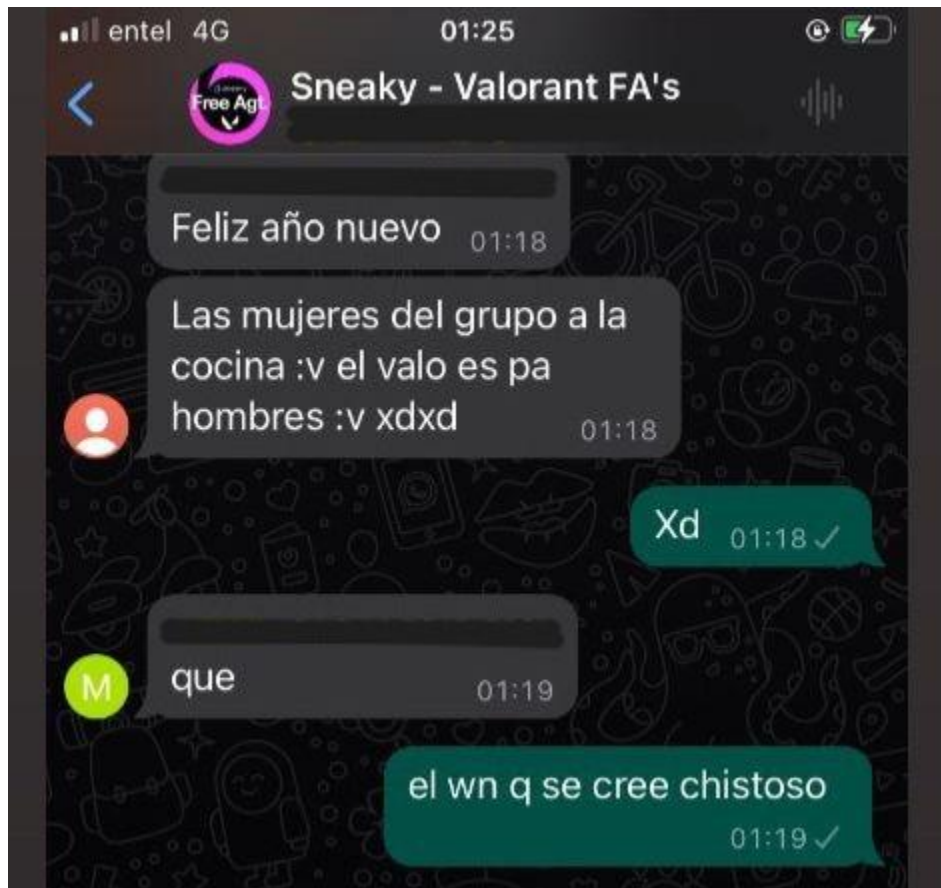 entel 4G 01:25
Free Agt.
Sneaky - Valorant FA's
Feliz año nuevo 01:18
Las mujeres del grupo a la
cocina :v el valo es pa
hombres :v xdxd 01:18
Xd 01:18
M
que 01:19
el wn q se cree chistoso
01:19